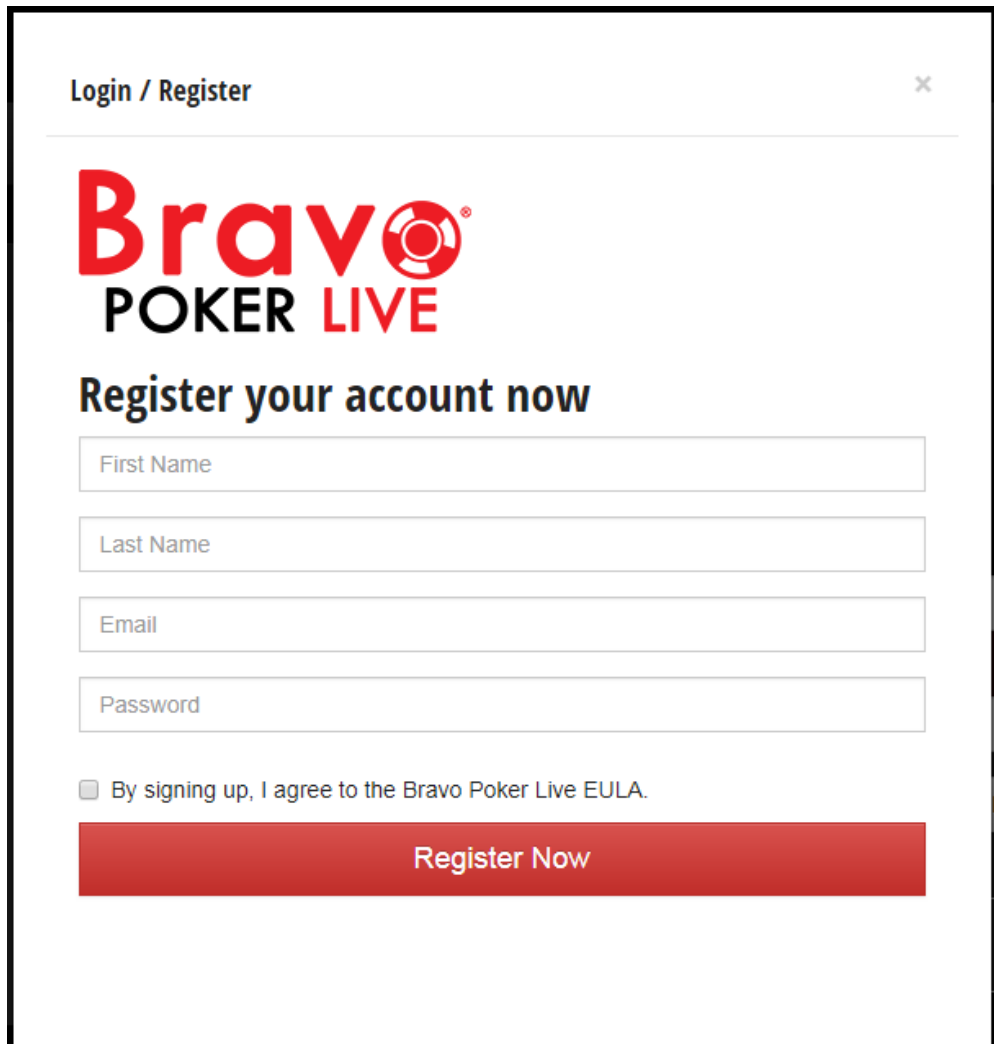 Login / Register ×
Bravo®
POKER LIVE
Register your account now
First Name
Last Name
Email
Password
By signing up, I agree to the Bravo Poker Live EULA.
Register Now